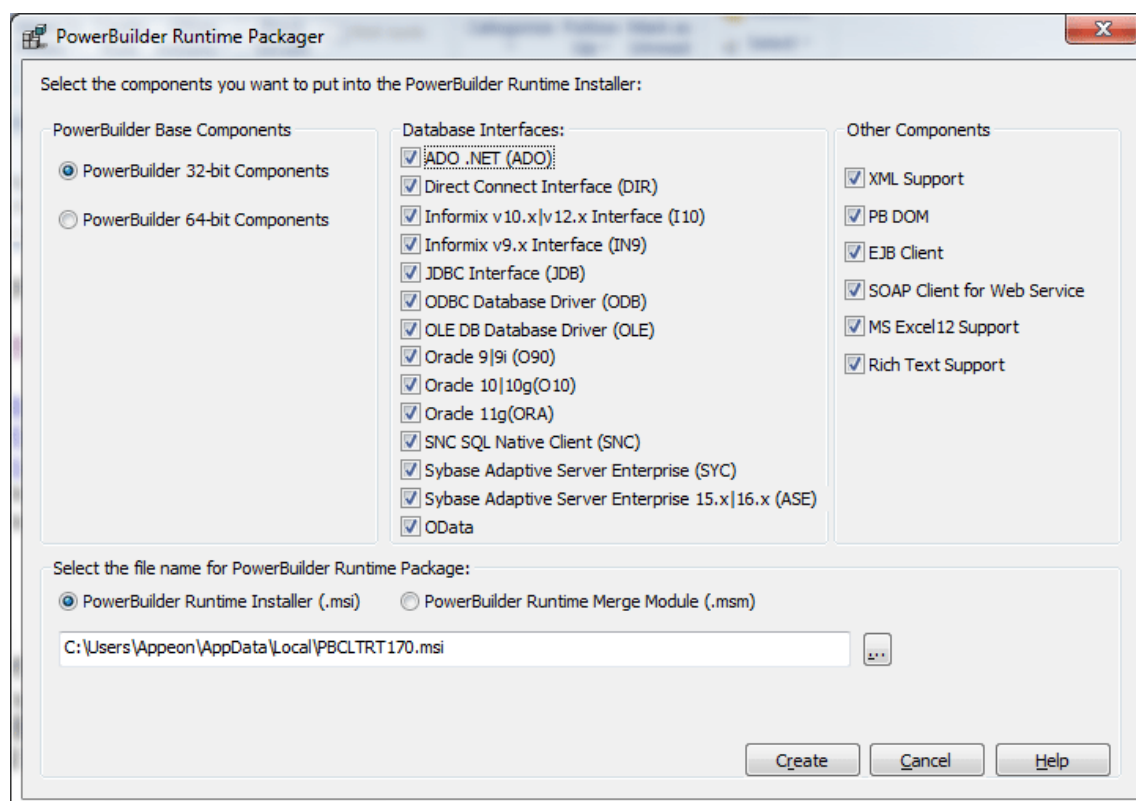 PowerBuilder Runtime Packager
Select the components you want to put into the PowerBuilder Runtime Installer:
PowerBuilder Base Components
PowerBuilder 32-bit Components
PowerBuilder 64-bit Components
Database Interfaces:
ADO .NET (ADO)
Direct Connect Interface (DIR)
Informix v10.x|v12.x Interface (I10)
Informix v9.x Interface (IN9)
JDBC Interface (JDB)
ODBC Database Driver (ODB)
OLE DB Database Driver (OLE)
Oracle 9|9i (O90)
Oracle 10|10g(O10)
Oracle 11g(ORA)
SNC SQL Native Client (SNC)
Sybase Adaptive Server Enterprise (SYC)
Sybase Adaptive Server Enterprise 15.x|16.x (ASE)
OData
Other Components
XML Support
PB DOM
EJB Client
SOAP Client for Web Service
MS Excel12 Support
Rich Text Support
Select the file name for PowerBuilder Runtime Package:
PowerBuilder Runtime Installer (.msi) PowerBuilder Runtime Merge Module (.msm)
C:\Users\Appeon\AppData\Local\PBCLTRT170.msi ...
Create Cancel Help